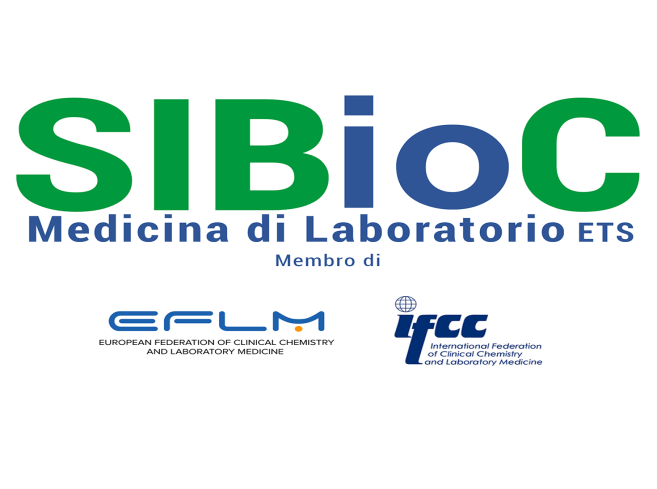 SIBioC
Medicina di Laboratorio ETS
Membro di
EFLM
EUROPEAN FEDERATION OF CLINICAL CHEMISTRY
AND LABORATORY MEDICINE
ifcc
International Federation
of Clinical Chemistry
and Laboratory Medicine